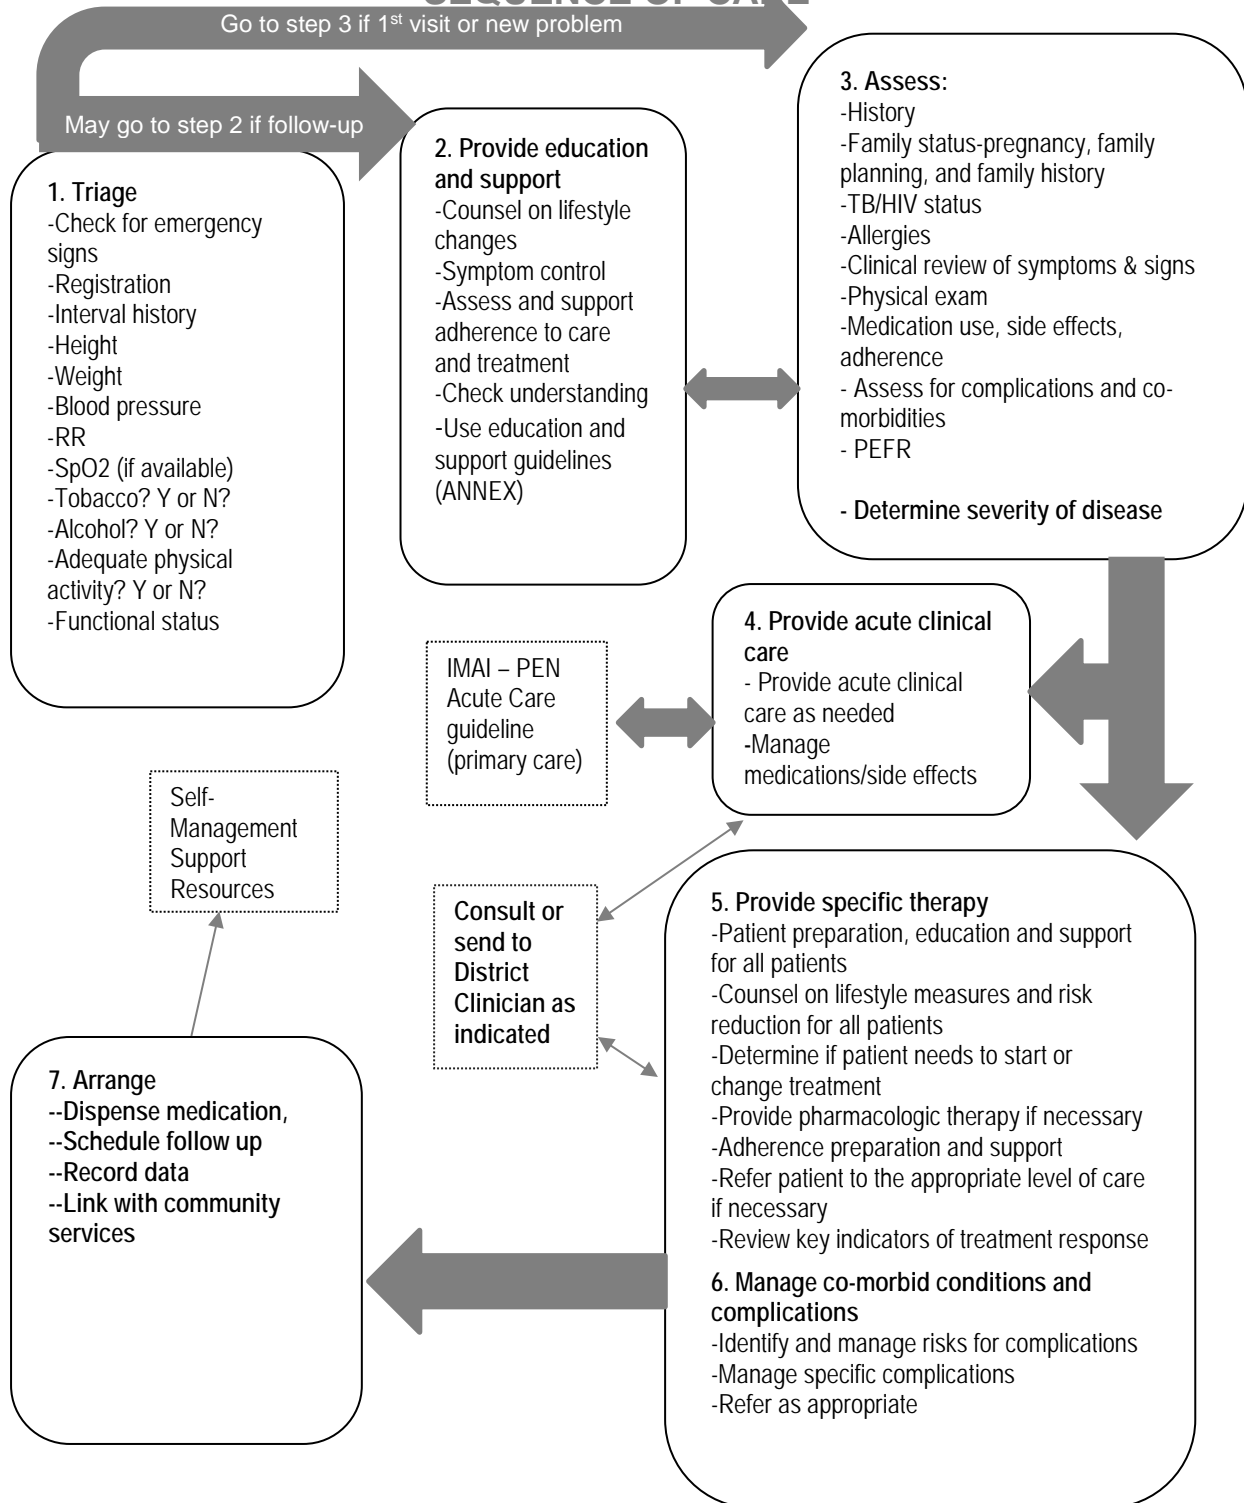 SEQUENCE OF CARE
Go to step 3 if 1st visit or new problem
May go to step 2 if follow-up
1. Triage
-Check for emergency
signs
-Registration
-Interval history
-Height
-Weight
-Blood pressure
-RR
-SpO2 (if available)
-Tobacco? Y or N?
-Alcohol? Y or N?
-Adequate physical
activity? Y or N?
-Functional status
2. Provide education
and support
-Counsel on lifestyle
changes
-Symptom control
-Assess and support
adherence to care
and treatment
-Check understanding
-Use education and
support guidelines
(ANNEX)
3. Assess:
-History
-Family status-pregnancy, family
planning, and family history
-TB/HIV status
-Allergies
-Clinical review of symptoms & signs
-Physical exam
-Medication use, side effects,
adherence
- Assess for complications and co-
morbidities
- PEFR
- Determine severity of disease
4. Provide acute clinical
care
- Provide acute clinical
care as needed
-Manage
medications/side effects
IMAI – PEN
Acute Care
guideline
(primary care)
Self-
Management
Support
Resources
Consult or
send to
District
Clinician as
indicated
5. Provide specific therapy
-Patient preparation, education and support
for all patients
-Counsel on lifestyle measures and risk
reduction for all patients
-Determine if patient needs to start or
change treatment
-Provide pharmacologic therapy if necessary
-Adherence preparation and support
-Refer patient to the appropriate level of care
if necessary
-Review key indicators of treatment response
6. Manage co-morbid conditions and
complications
-Identify and manage risks for complications
-Manage specific complications
-Refer as appropriate
7. Arrange
--Dispense medication,
--Schedule follow up
--Record data
--Link with community
services